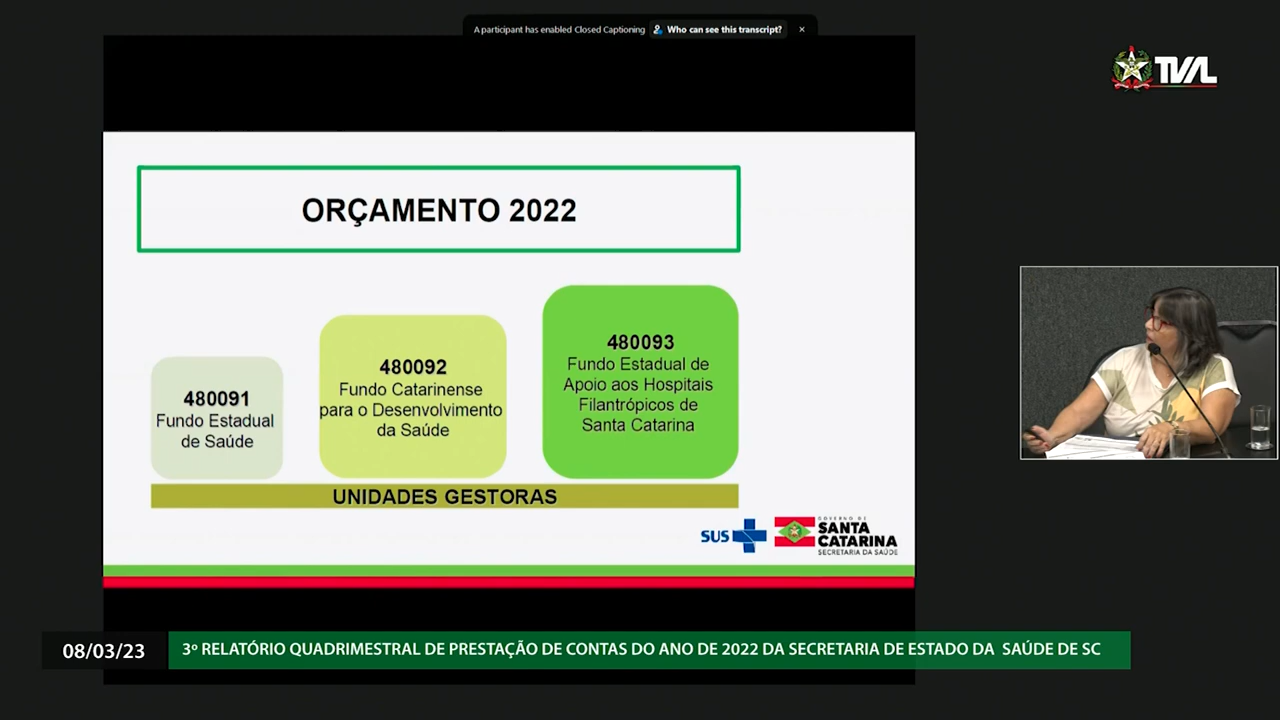 A participant has enabled Closed Captioning Who can see this transcript? ×
TVAL
ORÇAMENTO 2022
480091
Fundo Estadual
de Saúde
480092
Fundo Catarinense
para o Desenvolvimento
da Saúde
480093
Fundo Estadual de
Apoio aos Hospitais
Filantrópicos de
Santa Catarina
UNIDADES GESTORAS
SUS
GOVERNO DE
SANTA
CATARINA
SECRETARIA DA SAÚDE
08/03/23
3º RELATÓRIO QUADRIMESTRAL DE PRESTAÇÃO DE CONTAS DO ANO DE 2022 DA SECRETARIA DE ESTADO DA SAÚDE DE SC